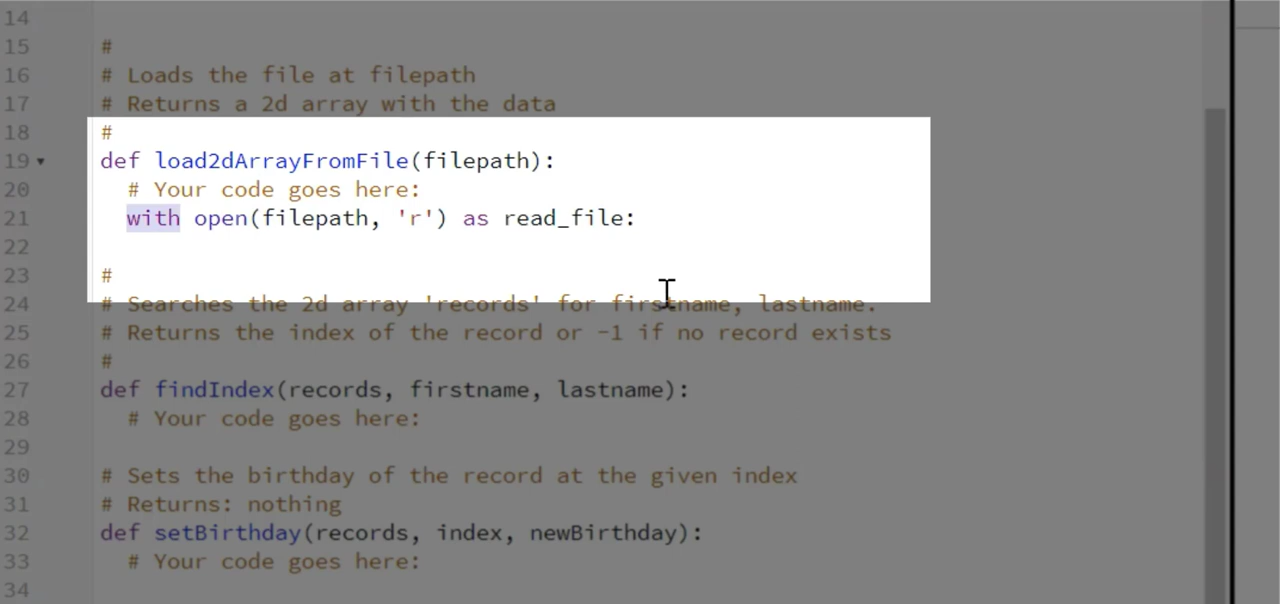 14
15 #
16 # Loads the file at filepath
17 # Returns a 2d array with the data
18 #
19 def load2dArrayFromFile(filepath):
20 # Your code goes here:
21 with open(filepath, 'r') as read_file:
22
23 #
24 # Searches the 2d array 'records' for firstname, lastname.
25 # Returns the index of the record or -1 if no record exists
26 #
27 def findIndex(records, firstname, lastname):
28 # Your code goes here:
29
30 # Sets the birthday of the record at the given index
31 # Returns: nothing
32 def setBirthday(records, index, newBirthday):
33 # Your code goes here:
34